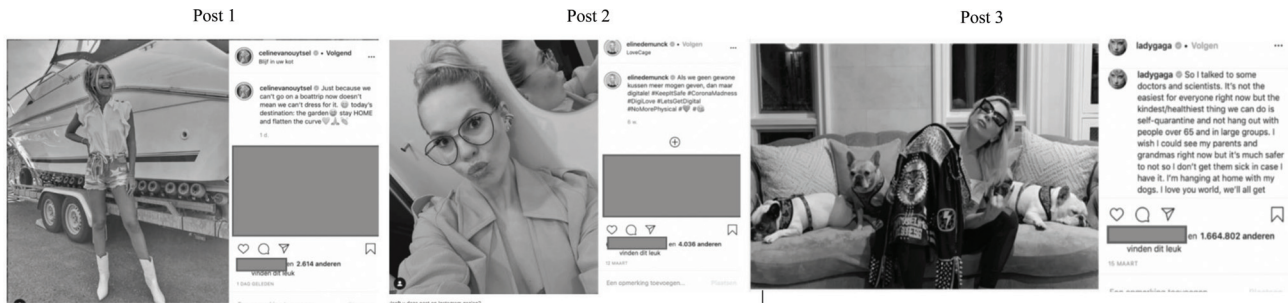 Post 1
Post 2
Post 3
celinevanouytsel • Volgend
Blijf in uw kot
celinevanouytsel Just because we
can't go on a boattrip now doesn't
mean we can't dress for it. today's
destination: the garden stay HOME
and flatten the curve
1 d.
en 2.614 anderen
vinden dit leuk
1 DAG GELEDEN
elinedemunck • Volgen
LoveCage
elinedemunck Als we geen gewone
kussen meer mogen geven, dan maar
digitale! #KeepItSafe #CoronaMadness
#DigiLove #LetsGetDigital
#NoMorePhysical
en 4.036 anderen
vinden dit leuk
13 MAART
Een opmerking toevoegen...
Plaatsen
ladygaga • Volgen
ladygaga So I talked to some
doctors and scientists. It's not the
easiest for everyone right now but the
kindest/healthiest thing we can do is
self-quarantine and not hang out with
people over 65 and in large groups. I
wish I could see my parents and
grandmas right now but it's much safer
to not so I don't get them sick in case I
have it. I'm hanging at home with my
dogs. I love you world, we'll all get
en 1.664.802 anderen
vinden dit leuk
15 MAART